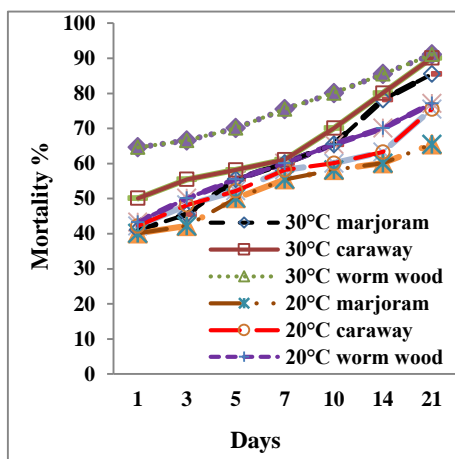 100
90
80
70
60
50
40
30
20
10
0
Mortality %
30°C marjoram
30°C caraway
30°C worm wood
20°C marjoram
20°C caraway
20°C worm wood
1 3 5 7 10 14 21
Days